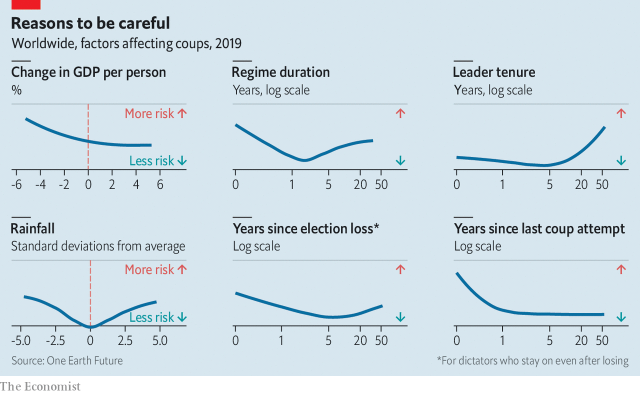 Reasons to be careful
Worldwide, factors affecting coups, 2019
Change in GDP per person
%
More risk ↑
Less risk ↓
-6 -4 -2 0 2 4 6
Regime duration
Years, log scale
↑
↓
0 1 5 20 50
Leader tenure
Years, log scale
↑
↓
0 1 5 20 50
Rainfall
Standard deviations from average
More risk ↑
Less risk ↓
-5.0 -2.5 0 2.5 5.0
Years since election loss*
Log scale
↑
↓
0 1 5 20 50
Years since last coup attempt
Log scale
↑
↓
0 1 5 20 50
Source: One Earth Future
*For dictators who stay on even after losing
The Economist